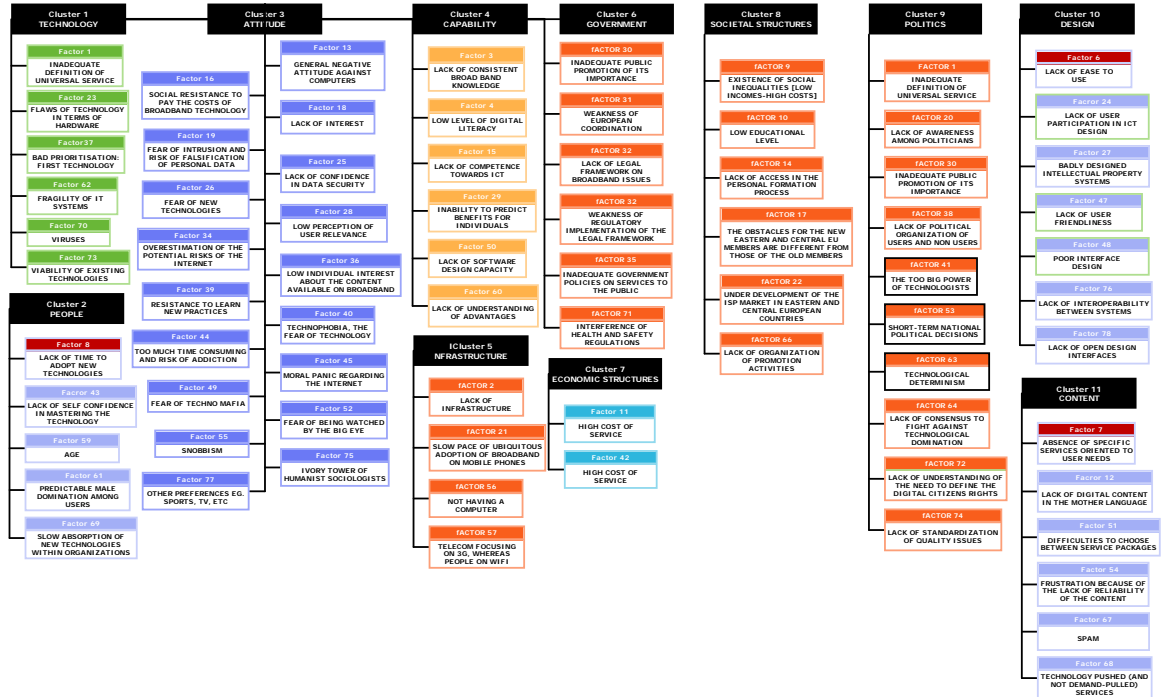 Cluster 1
TECHNOLOGY
Factor 1
INADEQUATE
DEFINITION OF
UNIVERSAL SERVICE
Factor 23
FLAWS OF TECHNOLOGY
IN TERMS OF
HARDWARE
Factor37
BAD PRIORITISATION:
FIRST TECHNOLOGY
Factor 62
FRAGILITY OF IT
SYSTEMS
Factor 70
VIRUSES
Factor 73
VIABILITY OF EXISTING
TECHNOLOGIES
Cluster 2
PEOPLE
Factor 8
LACK OF TIME TO
ADOPT NEW
TECHNOLOGIES
Factor 43
LACK OF SELF CONFIDENCE
IN MASTERING THE
TECHNOLOGY
Factor 59
AGE
Factor 61
PREDICTABLE MALE
DOMINATION AMONG
USERS
Factor 69
SLOW ABSORPTION OF
NEW TECHNOLOGIES
WITHIN ORGANIZATIONS
Cluster 3
ATTITUDE
Factor 16
SOCIAL RESISTANCE TO
PAY THE COSTS OF
BROADBAND TECHNOLOGY
Factor 19
FEAR OF INTRUSION AND
RISK OF FALSIFICATION
OF PERSONAL DATA
Factor 26
FEAR OF NEW
TECHNOLOGIES
Factor 34
OVERESTIMATION OF THE
POTENTIAL RISKS OF THE
INTERNET
Factor 39
RESISTANCE TO LEARN
NEW PRACTICES
Factor 44
TOO MUCH TIME CONSUMING
AND RISK OF ADDICTION
Factor 49
FEAR OF TECHNO MAFIA
Factor 55
SNOBBISM
Factor 77
OTHER PREFERENCES EG.
SPORTS, TV, ETC
Factor 13
GENERAL NEGATIVE
ATTITUDE AGAINST
COMPUTERS
Factor 18
LACK OF INTEREST
Factor 25
LACK OF CONFIDENCE
IN DATA SECURITY
Factor 28
LOW PERCEPTION OF
USER RELEVANCE
Factor 36
LOW INDIVIDUAL INTEREST
ABOUT THE CONTENT
AVAILABLE ON BROADBAND
Factor 40
TECHNOPHOBIA, THE
FEAR OF TECHNOLOGY
Factor 45
MORAL PANIC REGARDING
THE INTERNET
Factor 52
FEAR OF BEING WATCHED
BY THE BIG EYE
Factor 75
IVORY TOWER OF
HUMANIST SOCIOLOGISTS
Cluster 4
CAPABILITY
Factor 3
LACK OF CONSISTENT
BROAD BAND
KNOWLEDGE
Factor 4
LOW LEVEL OF DIGITAL
LITERACY
Factor 15
LACK OF COMPETENCE
TOWARDS ICT
Factor 29
INABILITY TO PREDICT
BENEFITS FOR
INDIVIDUALS
Factor 50
LACK OF SOFTWARE
DESIGN CAPACITY
Factor 60
LACK OF UNDERSTANDING
OF ADVANTAGES
ICluster 5
NFRASTRUCTURE
fACTOR 2
LACK OF
INFRASTRUCTURE
fACTOR 21
SLOW PACE OF UBIQUITOUS
ADOPTION OF BROADBAND
ON MOBILE PHONES
fACTOR 56
NOT HAVING A
COMPUTER
fACTOR 57
TELECOM FOCUSING
ON 3G, WHEREAS
PEOPLE ON WIFI
Cluster 6
GOVERNMENT
fACTOR 30
INADEQUATE PUBLIC
PROMOTION OF ITS
IMPORTANCE
fACTOR 31
WEAKNESS OF
EUROPEAN
COORDINATION
fACTOR 32
LACK OF LEGAL
FRAMEWORK ON
BROADBAND ISSUES
fACTOR 32
WEAKNESS OF
REGULATORY
IMPLEMENTATION OF THE
LEGAL FRAMEWORK
fACTOR 35
INADEQUATE GOVERNMENT
POLICIES ON SERVICES TO
THE PUBLIC
fACTOR 71
INTERFERENCE OF
HEALTH AND SAFETY
REGULATIONS
Cluster 7
ECONOMIC STRUCTURES
Factor 11
HIGH COST OF
SERVICE
Factor 42
HIGH COST OF
SERVICE
Cluster 8
SOCIETAL STRUCTURES
fACTOR 9
EXISTENCE OF SOCIAL
INEQUALITIES [LOW
INCOMES-HIGH COSTS]
fACTOR 10
LOW EDUCATIONAL
LEVEL
fACTOR 14
LACK OF ACCESS IN THE
PERSONAL FORMATION
PROCESS
fACTOR 17
THE OBSTACLES FOR THE NEW
EASTERN AND CENTRAL EU
MEMBERS ARE DIFFERENT FROM
THOSE OF THE OLD MEMBERS
fACTOR 22
UNDER DEVELOPMENT OF THE
ISP MARKET IN EASTERN AND
CENTRAL EUROPEAN
COUNTRIES
fACTOR 66
LACK OF ORGANIZATION
OF PROMOTION
ACTIVITIES
Cluster 9
POLITICS
fACTOR 1
INADEQUATE
DEFINITION OF
UNIVERSAL SERVICE
fACTOR 20
LACK OF AWARENESS
AMONG POLITICIANS
fACTOR 30
INADEQUATE PUBLIC
PROMOTION OF ITS
IMPORTANCE
fACTOR 38
LACK OF POLITICAL
ORGANIZATION OF
USERS AND NON USERS
fACTOR 41
THE TOO BIG POWER
OF TECHNOLOGISTS
fACTOR 53
SHORT-TERM NATIONAL
POLITICAL DECISIONS
fACTOR 63
TECHNOLOGICAL
DETERMINISM
fACTOR 64
LACK OF CONSENSUS TO
FIGHT AGAINST
TECHNOLOGICAL
DOMINATION
fACTOR 72
LACK OF UNDERSTANDING OF
THE NEED TO DEFINE THE
DIGITAL CITIZENS RIGHTS
fACTOR 74
LACK OF STANDARDIZATION
OF QUALITY ISSUES
Cluster 10
DESIGN
Factor 6
LACK OF EASE TO
USE
Facror 24
LACK OF USER
PARTICIPATION IN ICT
DESIGN
Factor 27
BADLY DESIGNED
INTELLECTUAL PROPERTY
SYSTEMS
Factor 47
LACK OF USER
FRIENDLINESS
Factor 48
POOR INTERFACE
DESIGN
Factor 76
LACK OF INTEROPERABILITY
BETWEEN SYSTEMS
Factor 78
LACK OF OPEN DESIGN
INTERFACES
Cluster 11
CONTENT
Factor 7
ABSENCE OF SPECIFIC
SERVICES ORIENTED TO
USER NEEDS
Facror 12
LACK OF DIGITAL CONTENT
IN THE MOTHER LANGUAGE
Factor 51
DIFFICULTIES TO CHOOSE
BETWEEN SERVICE PACKAGES
Factor 54
FRUSTRATION BECAUSE OF
THE LACK OF RELIABILITY
OF THE CONTENT
Factor 67
SPAM
Factor 68
TECHNOLOGY PUSHED (AND
NOT DEMAND-PULLED)
SERVICES